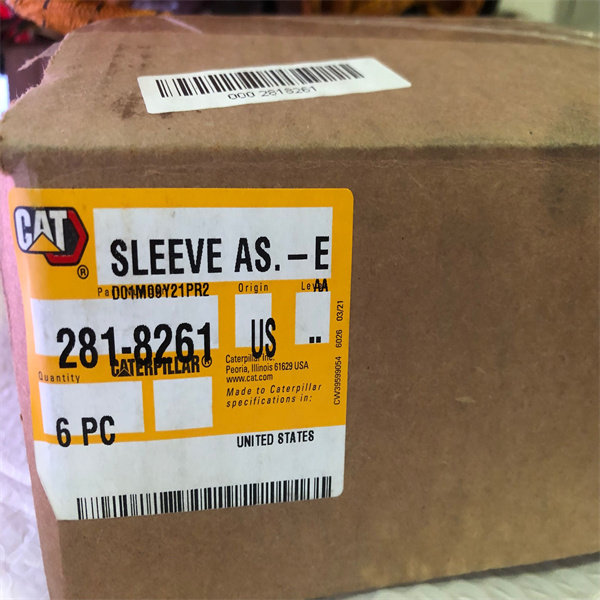 000 2818261
CAT
®
SLEEVE AS. – E
D01M09Y21PR2
Origin
AA
281-8261
US
..
CATERPILLAR®
Caterpillar Inc.
Peoria, Illinois 61629 USA
www.cat.com
Quantity
Made to Caterpillar
specifications in:
6 PC
UNITED STATES
CW39599054 6026 03/21